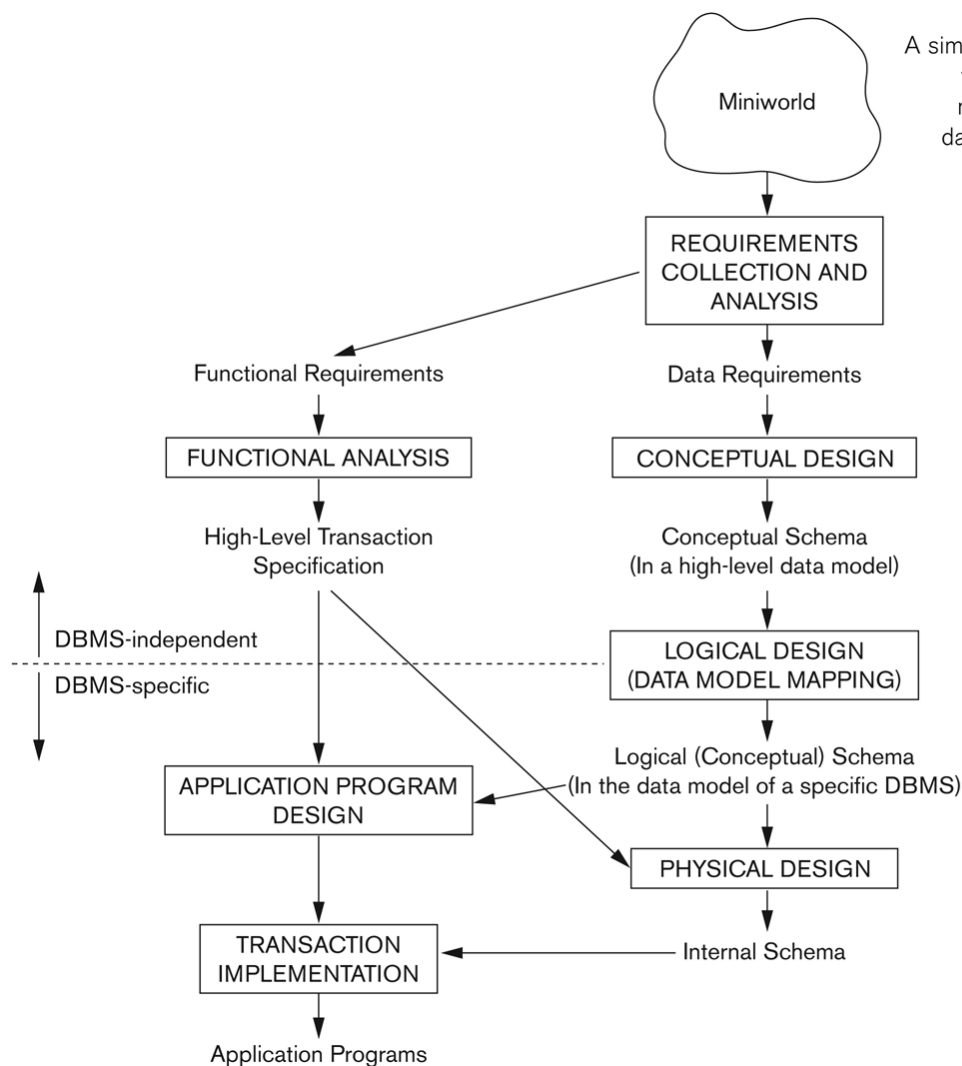 A sim
Miniworld
da
REQUIREMENTS
COLLECTION AND
ANALYSIS
Functional Requirements
Data Requirements
FUNCTIONAL ANALYSIS
CONCEPTUAL DESIGN
High-Level Transaction
Specification
Conceptual Schema
(In a high-level data model)
DBMS-independent
DBMS-specific
LOGICAL DESIGN
(DATA MODEL MAPPING)
Logical (Conceptual) Schema
(In the data model of a specific DBMS)
APPLICATION PROGRAM
DESIGN
PHYSICAL DESIGN
TRANSACTION
IMPLEMENTATION
Internal Schema
Application Programs